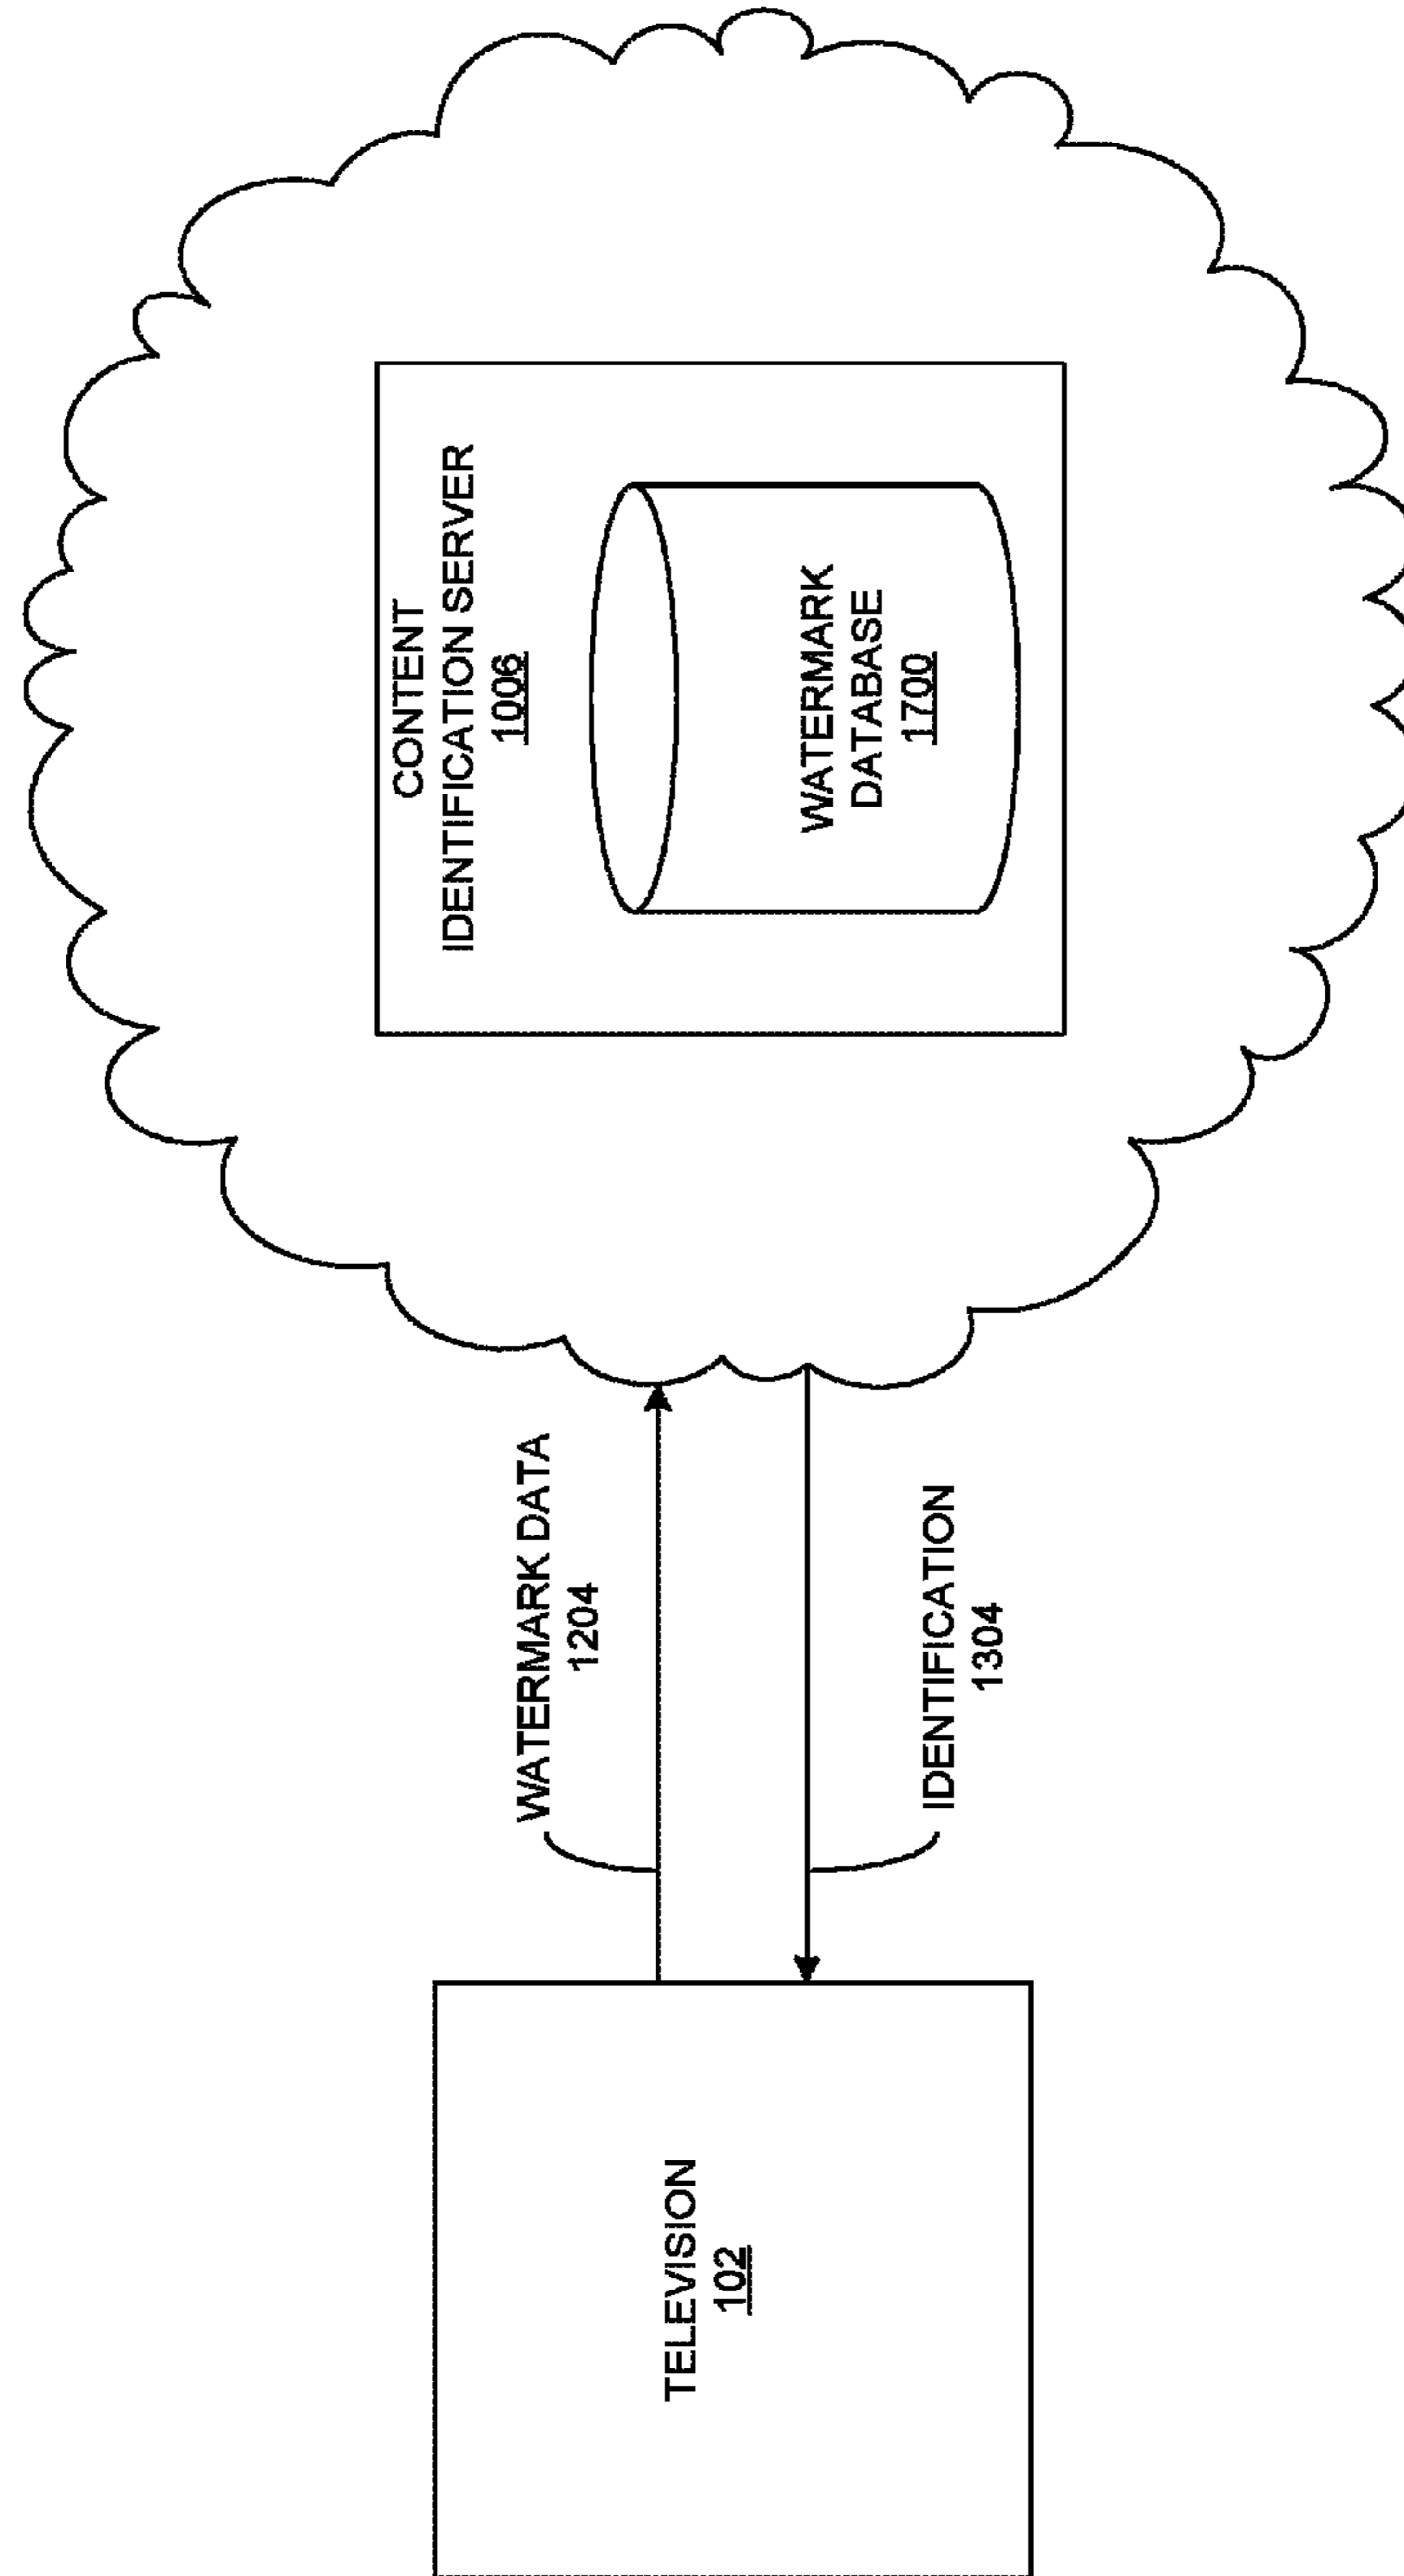 TELEVISION
102
WATERMARK DATA
1204
IDENTIFICATION
1304
CONTENT
IDENTIFICATION SERVER
1006
WATERMARK
DATABASE
1700